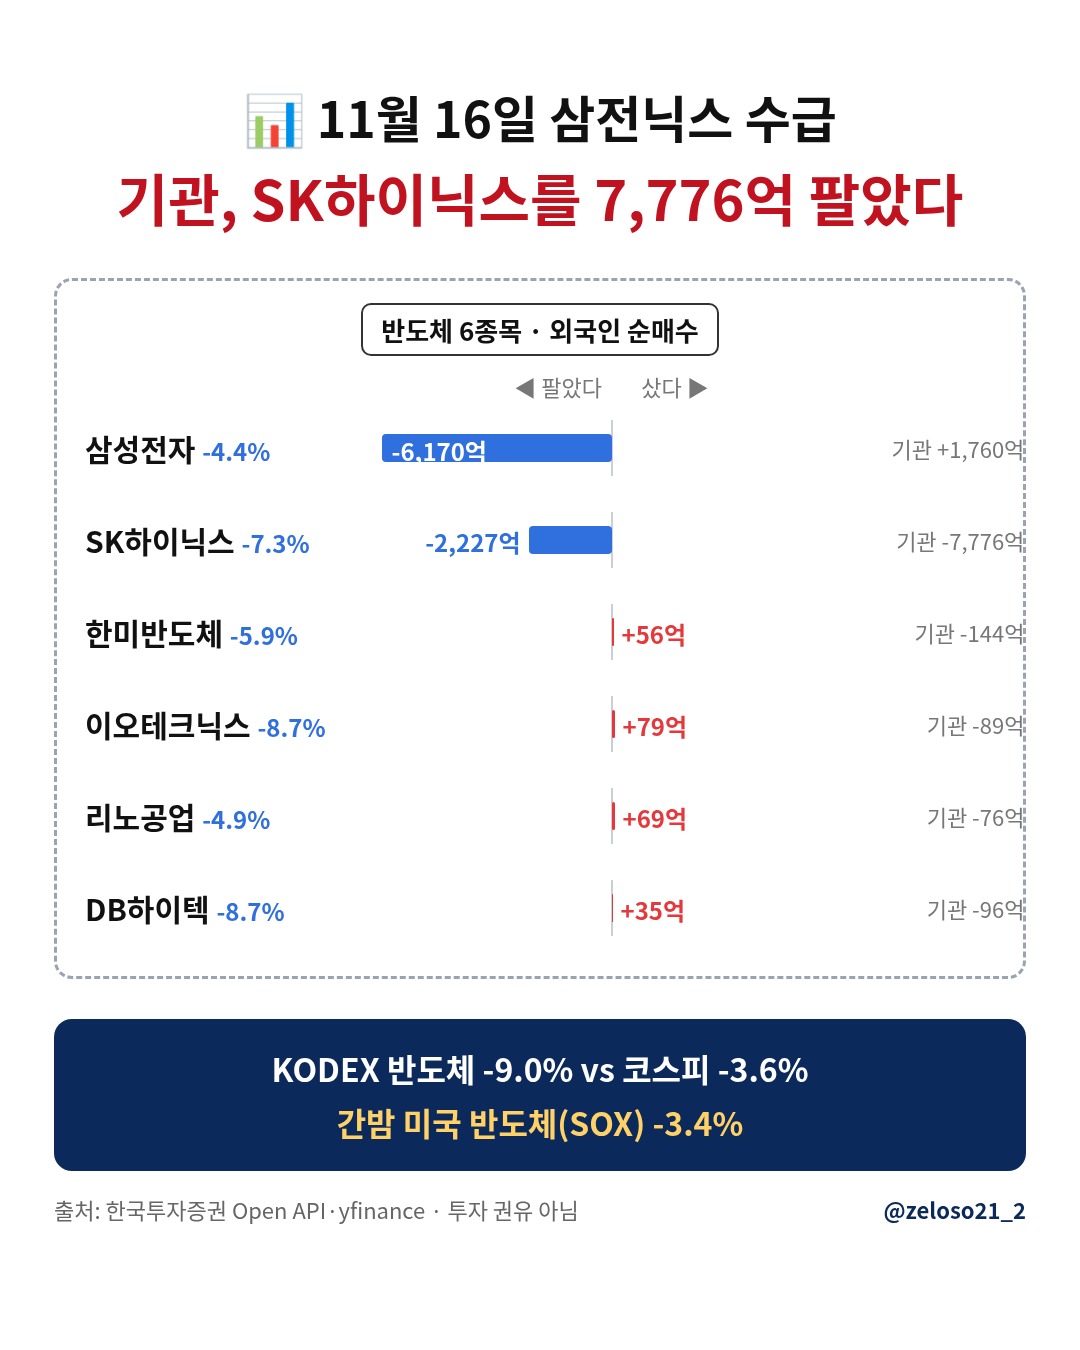 📊 11월 16일 삼전닉스 수급
기관, SK하이닉스를 7,776억 팔았다
반도체 6종목 · 외국인 순매수
◀ 팔았다 샀다 ▶
삼성전자 -4.4% -6,170억 기관 +1,760억
SK하이닉스 -7.3% -2,227억 기관 -7,776억
한미반도체 -5.9% +56억 기관 -144억
이오테크닉스 -8.7% +79억 기관 -89억
리노공업 -4.9% +69억 기관 -76억
DB하이텍 -8.7% +35억 기관 -96억
KODEX 반도체 -9.0% vs 코스피 -3.6%
간밤 미국 반도체(SOX) -3.4%
출처: 한국투자증권 Open API·yfinance · 투자 권유 아님 @zeloso21_2